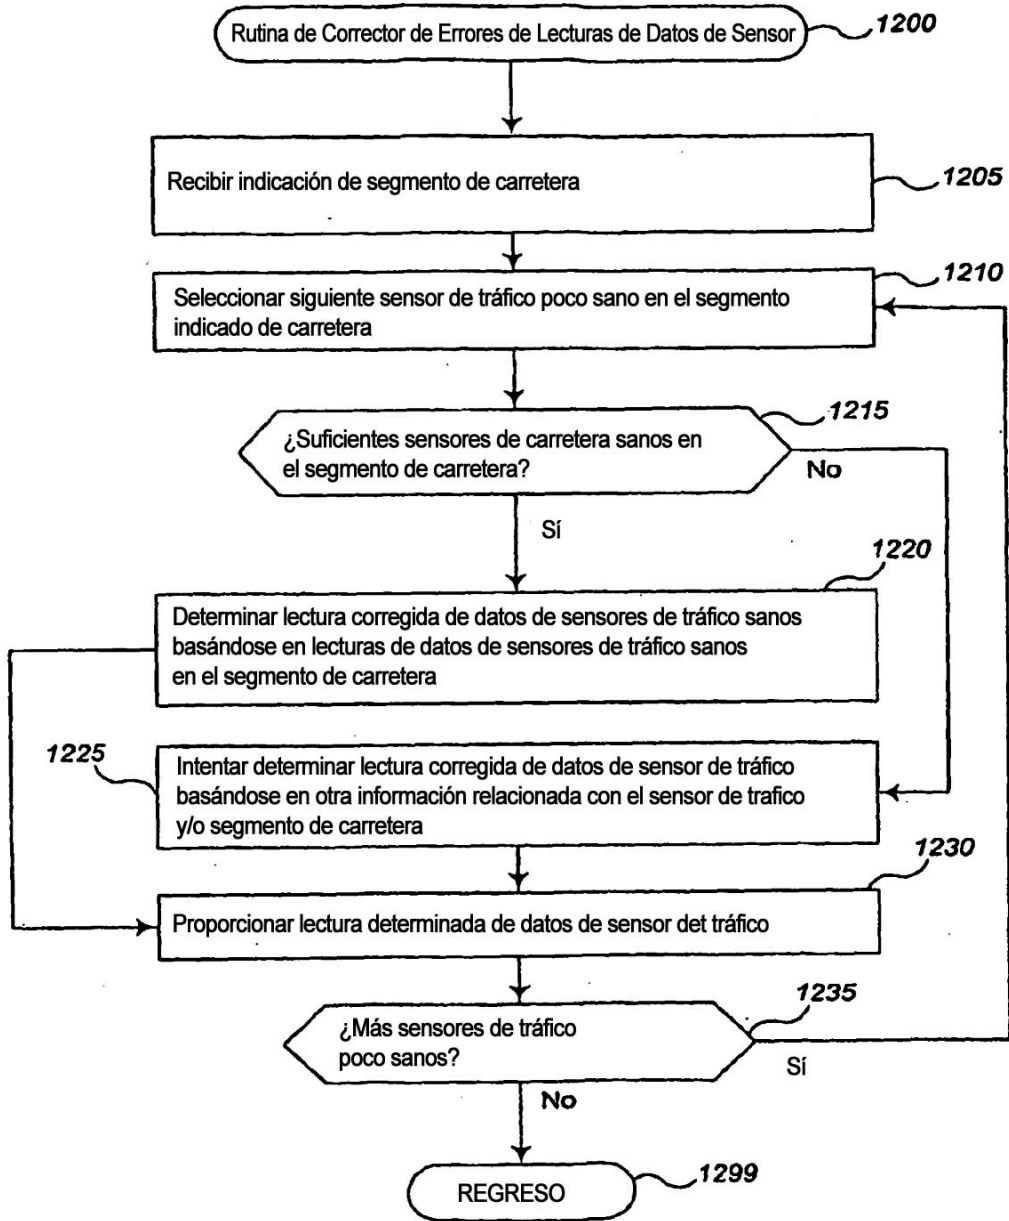 Rutina de Corrector de Errores de Lecturas de Datos de Sensor
1200
Recibir indicación de segmento de carretera
1205
1210
Seleccionar siguiente sensor de tráfico poco sano en el segmento
indicado de carretera
1215
¿Suficientes sensores de carretera sanos en
el segmento de carretera?
No
Sí
1220
Determinar lectura corregida de datos de sensores de tráfico sanos
basándose en lecturas de datos de sensores de tráfico sanos
en el segmento de carretera
1225
Intentar determinar lectura corregida de datos de sensor de tráfico
basándose en otra información relacionada con el sensor de trafico
y/o segmento de carretera
1230
Proporcionar lectura determinada de datos de sensor det tráfico
1235
¿Más sensores de tráfico
poco sanos?
Sí
No
REGRESO
1299